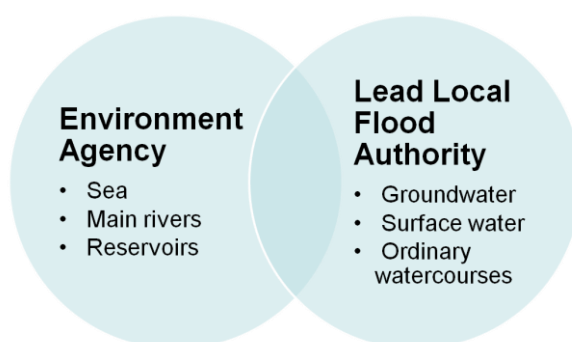 Environment
Agency
• Sea
• Main rivers
• Reservoirs
Lead Local
Flood
Authority
• Groundwater
• Surface water
• Ordinary
watercourses